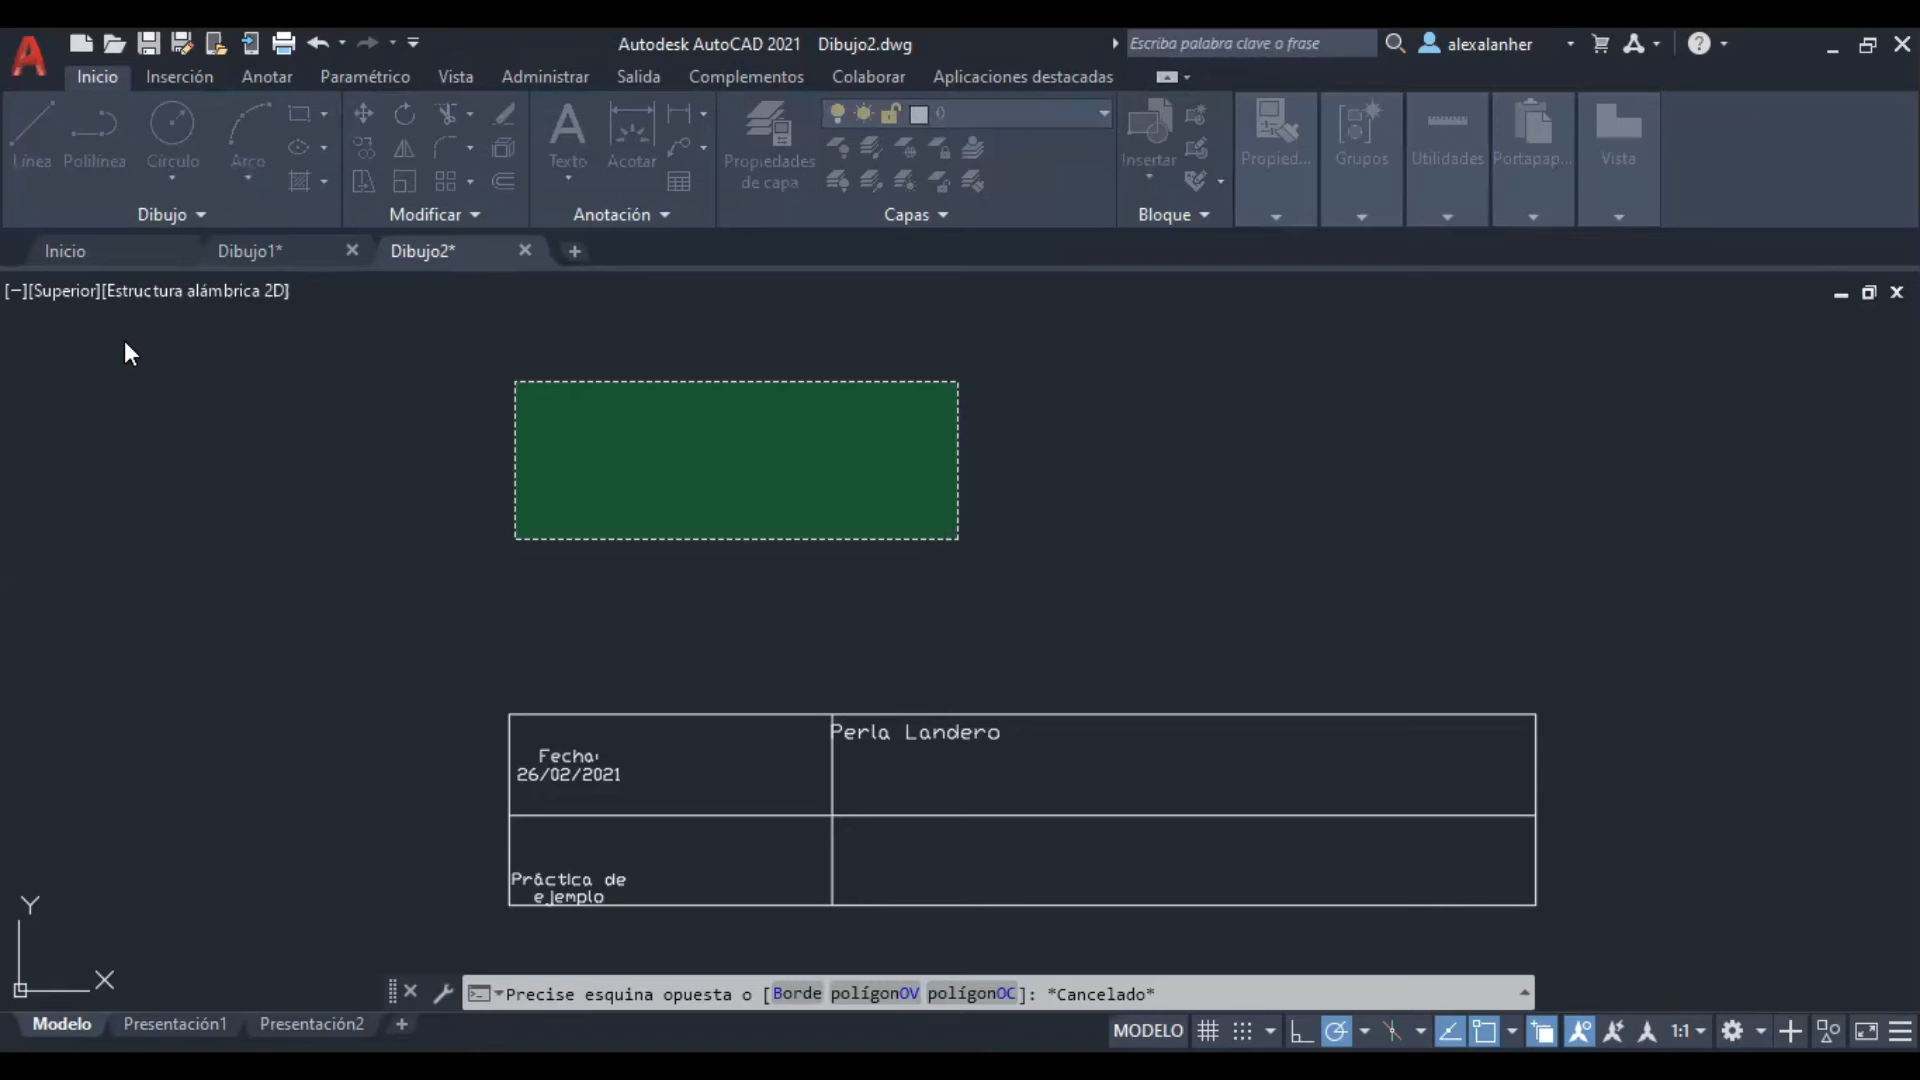 Autodesk AutoCAD 2021 Dibujo2.dwg
Escriba palabra clave o frase
alexalanher
Inicio Inserción Anotar Paramétrico Vista Administrar Salida Complementos Colaborar Aplicaciones destacadas
Línea Polilínea Círculo Arco
Texto Acotar
Propiedades
de capa
0
Insertar
Propied... Grupos Utilidades Portapap... Vista
Dibujo Modificar Anotación Capas Bloque
Inicio Dibujo1* Dibujo2*
[−][Superior][Estructura alámbrica 2D]
Perla Landero
Fecha:
26/02/2021
Práctica de
ejemplo
Y
X
Precise esquina opuesta o [Borde polígonOV polígonOC]: *Cancelado*
Modelo Presentación1 Presentación2
MODELO 1:1